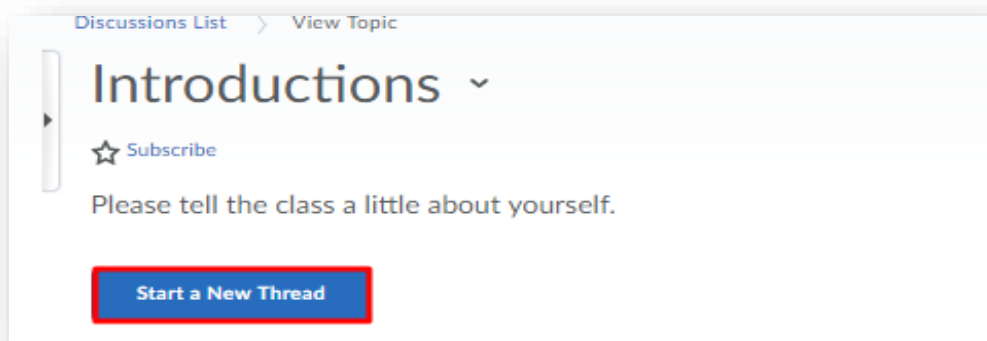 Discussions List > View Topic
Introductions
Subscribe
Please tell the class a little about yourself.
Start a New Thread